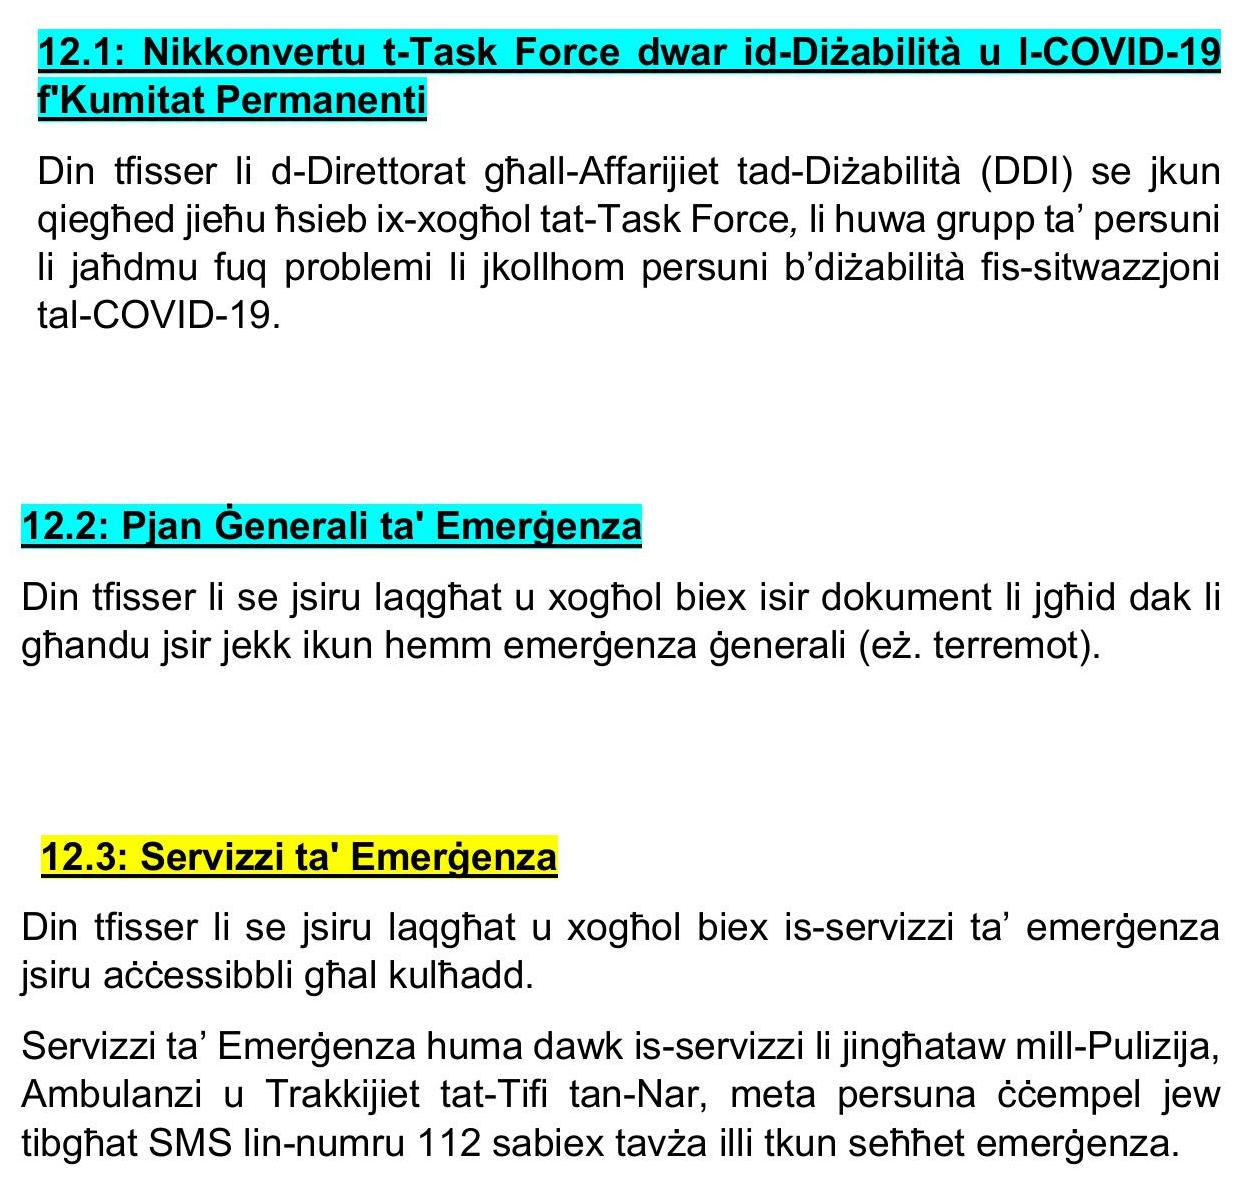 12.1: Nikkonvertu t-Task Force dwar id-Diżabilità u l-COVID-19
f'Kumitat Permanenti
Din tfisser li d-Direttorat għall-Affarijiet tad-Diżabilità (DDI) se jkun
qiegħed jieħu ħsieb ix-xogħol tat-Task Force, li huwa grupp ta’ persuni
li jaħdmu fuq problemi li jkollhom persuni b’diżabilità fis-sitwazzjoni
tal-COVID-19.
12.2: Pjan Ġenerali ta' Emerġenza
Din tfisser li se jsiru laqgħat u xogħol biex isir dokument li jgħid dak li
għandu jsir jekk ikun hemm emerġenza ġenerali (eż. terremot).
12.3: Servizzi ta' Emerġenza
Din tfisser li se jsiru laqgħat u xogħol biex is-servizzi ta’ emerġenza
jsiru aċċessibbli għal kulħadd.
Servizzi ta’ Emerġenza huma dawk is-servizzi li jingħataw mill-Pulizija,
Ambulanzi u Trakkijiet tat-Tifi tan-Nar, meta persuna ċċempel jew
tibgħat SMS lin-numru 112 sabiex tavża illi tkun seħħet emerġenza.